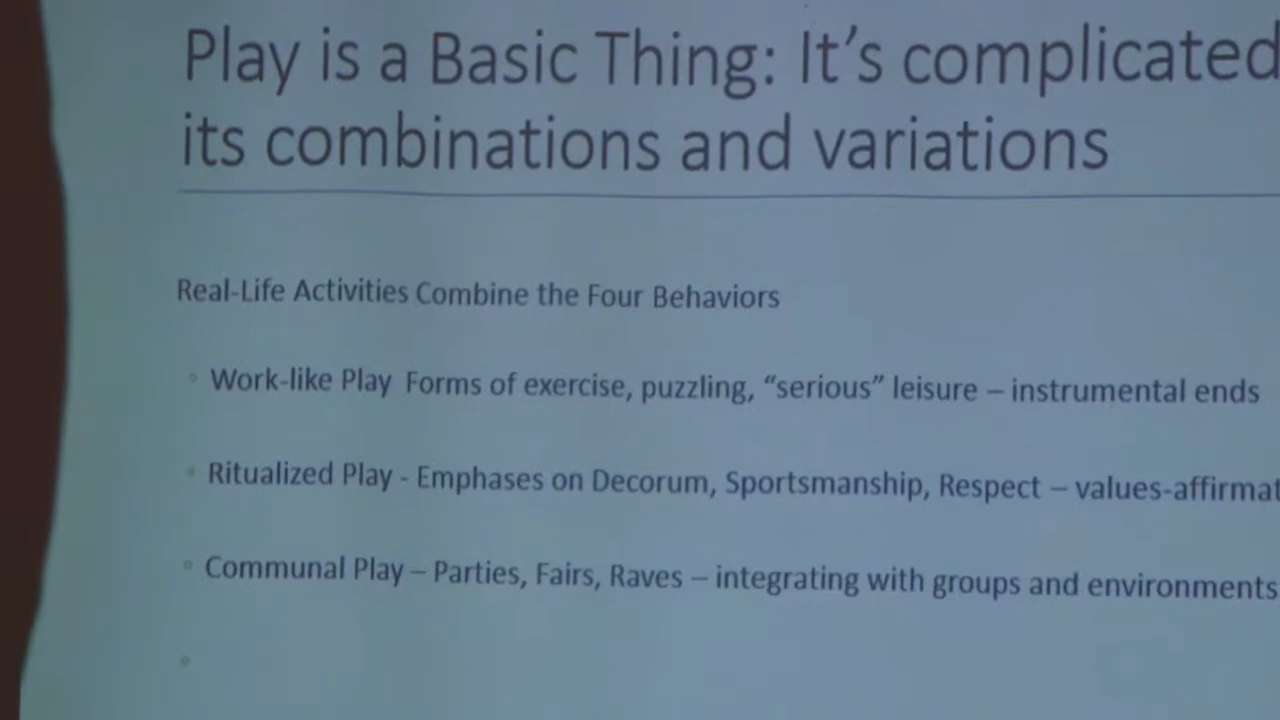 Play is a Basic Thing: It’s complicated
its combinations and variations
Real-Life Activities Combine the Four Behaviors
Work-like Play Forms of exercise, puzzling, “serious” leisure – instrumental ends
Ritualized Play - Emphases on Decorum, Sportsmanship, Respect – values-affirmat
Communal Play – Parties, Fairs, Raves – integrating with groups and environments